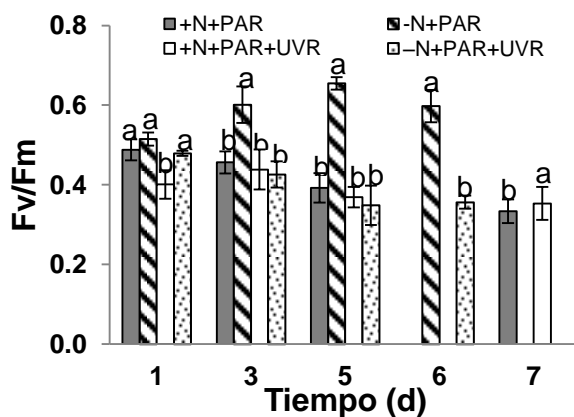 +N+PAR -N+PAR
+N+PAR+UVR –N+PAR+UVR
Fv/Fm
0.8
0.6
0.4
0.2
0.0
a a b a
b a b b
b a b b
a b
b a
1 3 5 6 7
Tiempo (d)